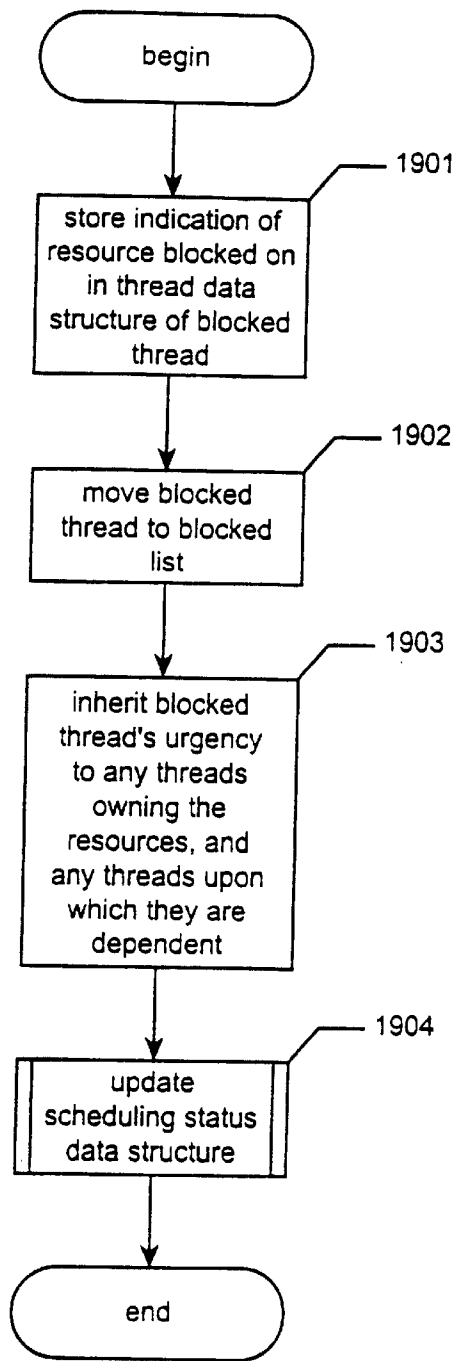 begin
1901
store indication of
resource blocked on
in thread data
structure of blocked
thread
1902
move blocked
thread to blocked
list
1903
inherit blocked
thread's urgency
to any threads
owning the
resources, and
any threads upon
which they are
dependent
1904
update
scheduling status
data structure
end